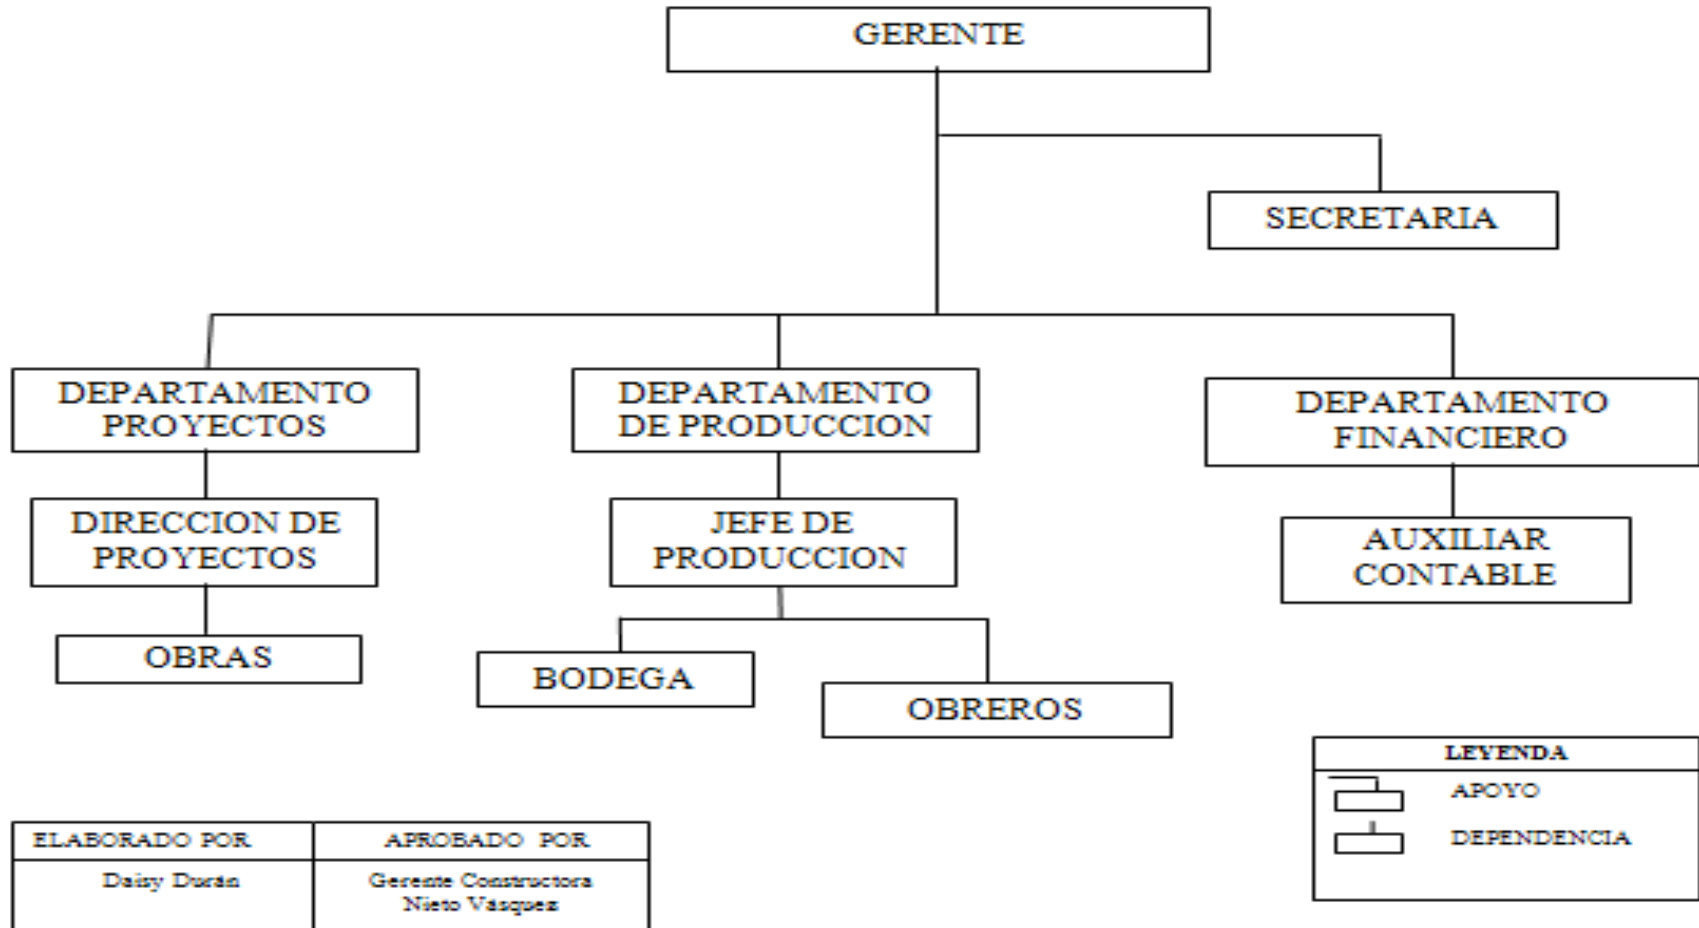 GERENTE
SECRETARIA
DEPARTAMENTO
PROYECTOS
DEPARTAMENTO
DE PRODUCCION
DEPARTAMENTO
FINANCIERO
DIRECCION DE
PROYECTOS
JEFE DE
PRODUCCION
AUXILIAR
CONTABLE
OBRAS
BODEGA
OBREROS
LEYENDA
APOYO
DEPENDENCIA
ELABORADO POR
Daisy Durán
APROBADO POR
Gerente Constructora
Nieto Vásquez